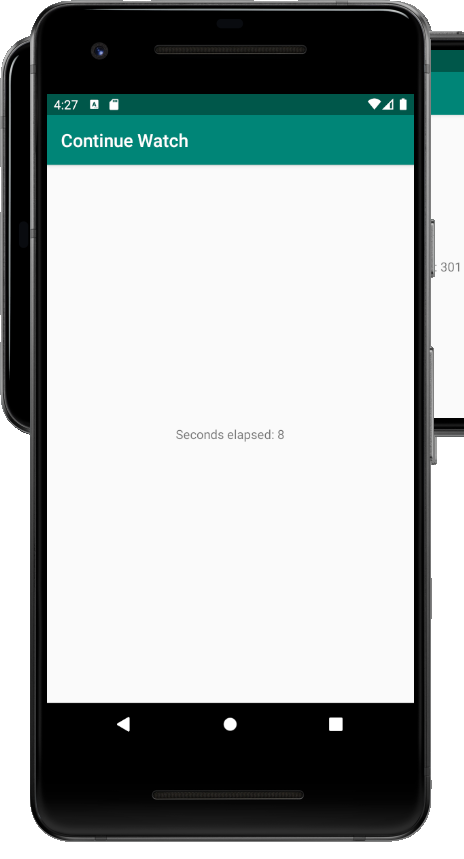 4:27
Continue Watch
: 301
Seconds elapsed: 8